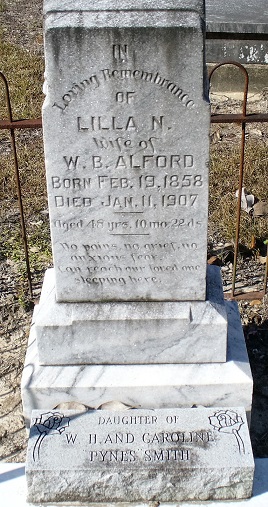 IN
Loving Remembrance
OF
LILLA N.
Wife of
W. B. ALFORD
BORN FEB. 19, 1858
DIED JAN. 11, 1907
Aged 48 yrs. 10 mo. 22 ds
No pains, no grief, no
anxious fear,
Can reach our loved one
sleeping here.
DAUGHTER OF
W. H. AND CAROLINE
PYNES SMITH